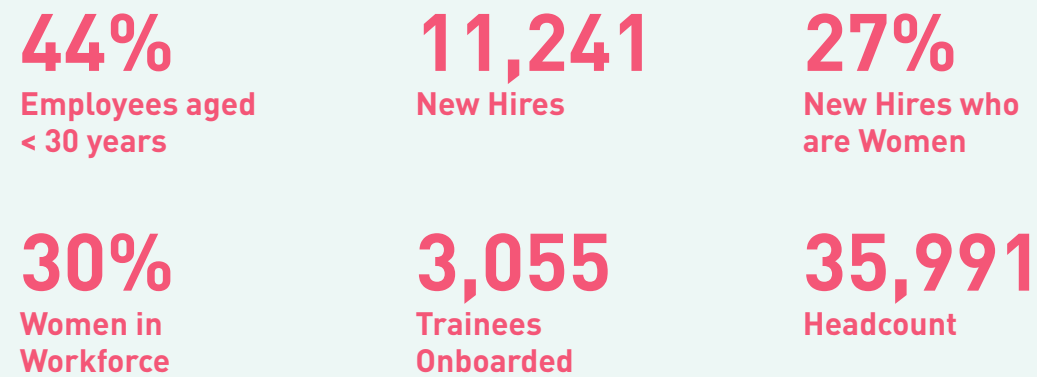 44%
Employees aged
< 30 years
11,241
New Hires
27%
New Hires who
are Women
30%
Women in
Workforce
3,055
Trainees
Onboarded
35,991
Headcount